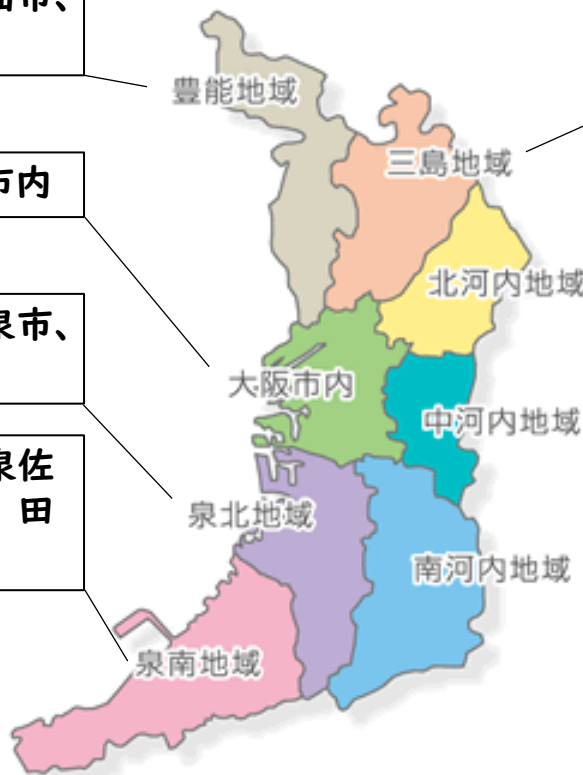 田市、
豊能地域
三島地域
市内
北河内地域
泉市、
大阪市内
中河内地域
泉佐
田
泉北地域
南河内地域
泉南地域